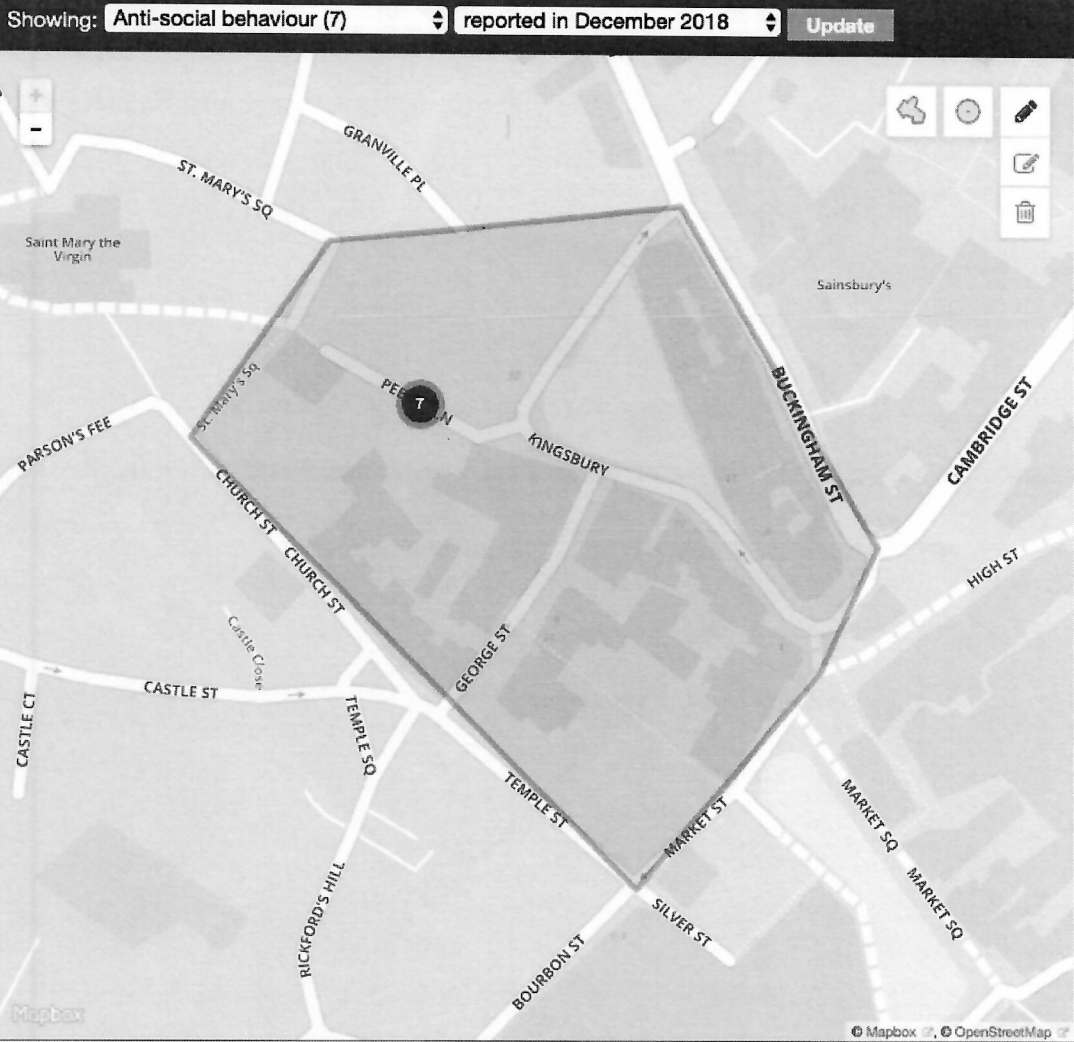 Showing: Anti-social behaviour (7) reported in December 2018 Update
+
-
GRANVILLE PL
ST. MARY'S SQ
Saint Mary the
Virgin
Sainsbury's
St. Mary's Sq
7
KINGSBURY
BUCKINGHAM ST
CAMBRIDGE ST
PARSON'S FEE
CHURCH ST
CHURCH ST
HIGH ST
Castle Close
GEORGE ST
CASTLE ST
CASTLE CT
TEMPLE SQ
TEMPLE ST
MARKET ST
MARKET SQ
MARKET SQ
RICKFORD'S HILL
SILVER ST
BOURBON ST
Mapbox
© Mapbox, © OpenStreetMap